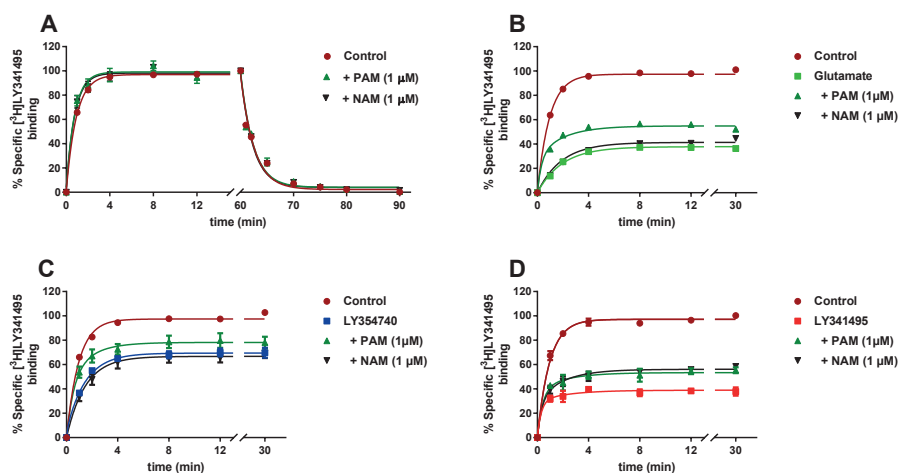 A
% Specific [³H]LY341495
binding
120
100
80
60
40
20
0
0
4
8
12
60
70
80
90
time (min)
Control
+ PAM (1 μM)
+ NAM (1 μM)
B
% Specific [³H]LY341495
binding
120
100
80
60
40
20
0
0
4
8
12
30
time (min)
Control
Glutamate
+ PAM (1μM)
+ NAM (1 μM)
C
% Specific [³H]LY341495
binding
120
100
80
60
40
20
0
0
4
8
12
30
time (min)
Control
LY354740
+ PAM (1μM)
+ NAM (1 μM)
D
% Specific [³H]LY341495
binding
120
100
80
60
40
20
0
0
4
8
12
30
time (min)
Control
LY341495
+ PAM (1μM)
+ NAM (1 μM)